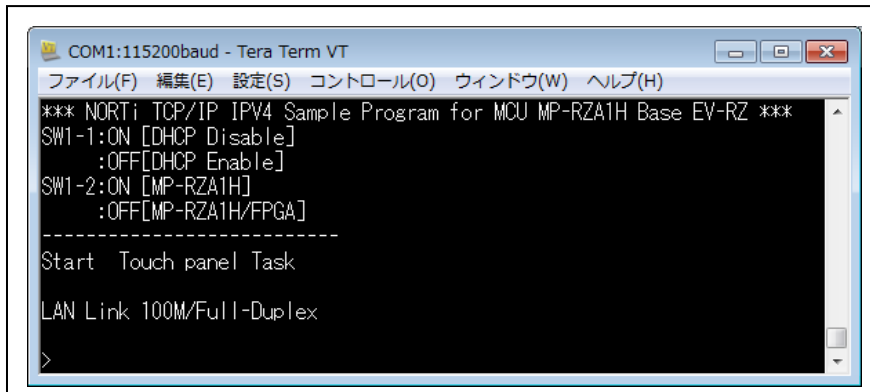 COM1:115200baud - Tera Term VT
ファイル(F) 編集(E) 設定(S) コントロール(O) ウィンドウ(W) ヘルプ(H)
*** NORTi TCP/IP IPV4 Sample Program for MCU MP-RZA1H Base EV-RZ ***
SW1-1:ON [DHCP Disable]
:OFF[DHCP Enable]
SW1-2:ON [MP-RZA1H]
:OFF[MP-RZA1H/FPGA]
---------------------------
Start  Touch panel Task
LAN Link 100M/Full-Duplex
>